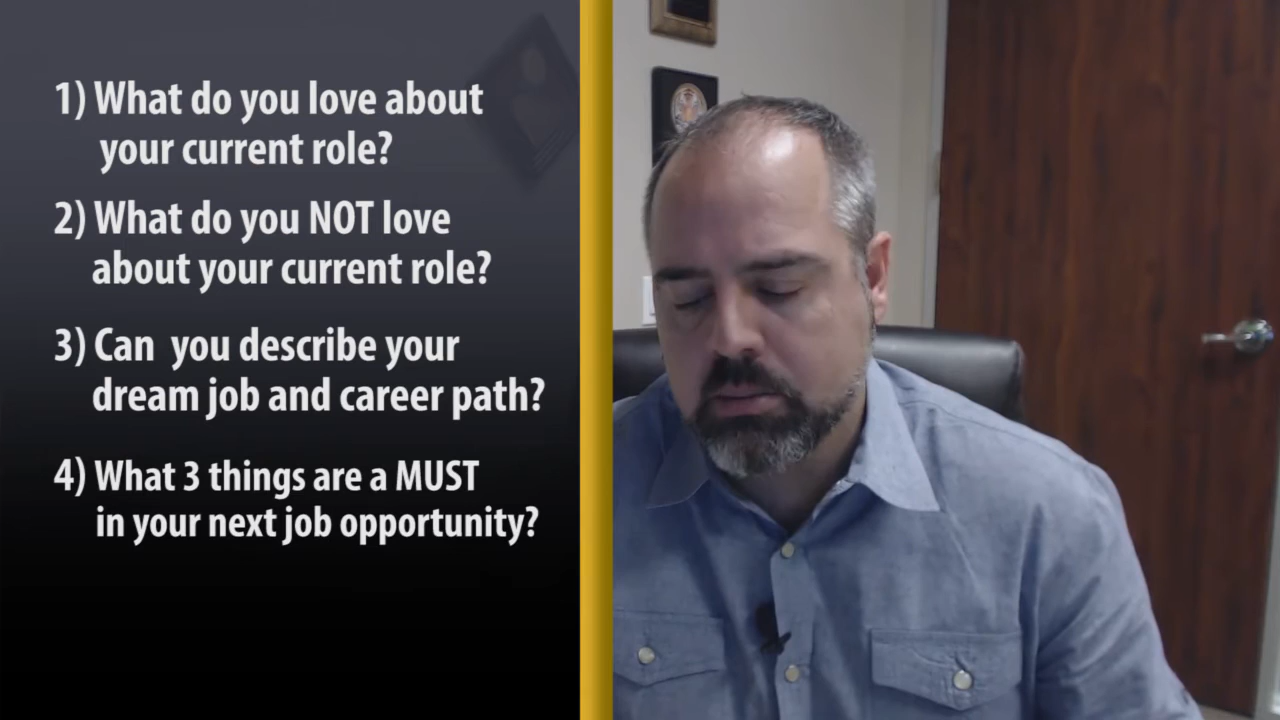 1) What do you love about
your current role?
2) What do you NOT love
about your current role?
3) Can you describe your
dream job and career path?
4) What 3 things are a MUST
in your next job opportunity?